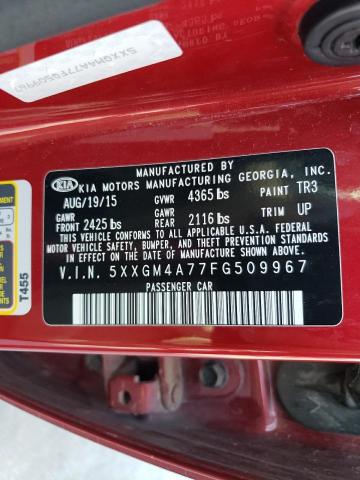 MANUFACTURED BY
KIA KIA MOTORS MANUFACTURING GEORGIA, INC.
AUG/19/15 GVWR 4365 lbs PAINT TR3
GAWR FRONT 2425 lbs GAWR REAR 2116 lbs TRIM UP
THIS VEHICLE CONFORMS TO ALL APPLICABLE U.S.A. FEDERAL
MOTOR VEHICLE SAFETY, BUMPER, AND THEFT PREVENTION
STANDARDS IN EFFECT ON THE DATE OF MANUFACTURE SHOWN ABOVE.
V.I.N. 5XXGM4A77FG509967
PASSENGER CAR
T455